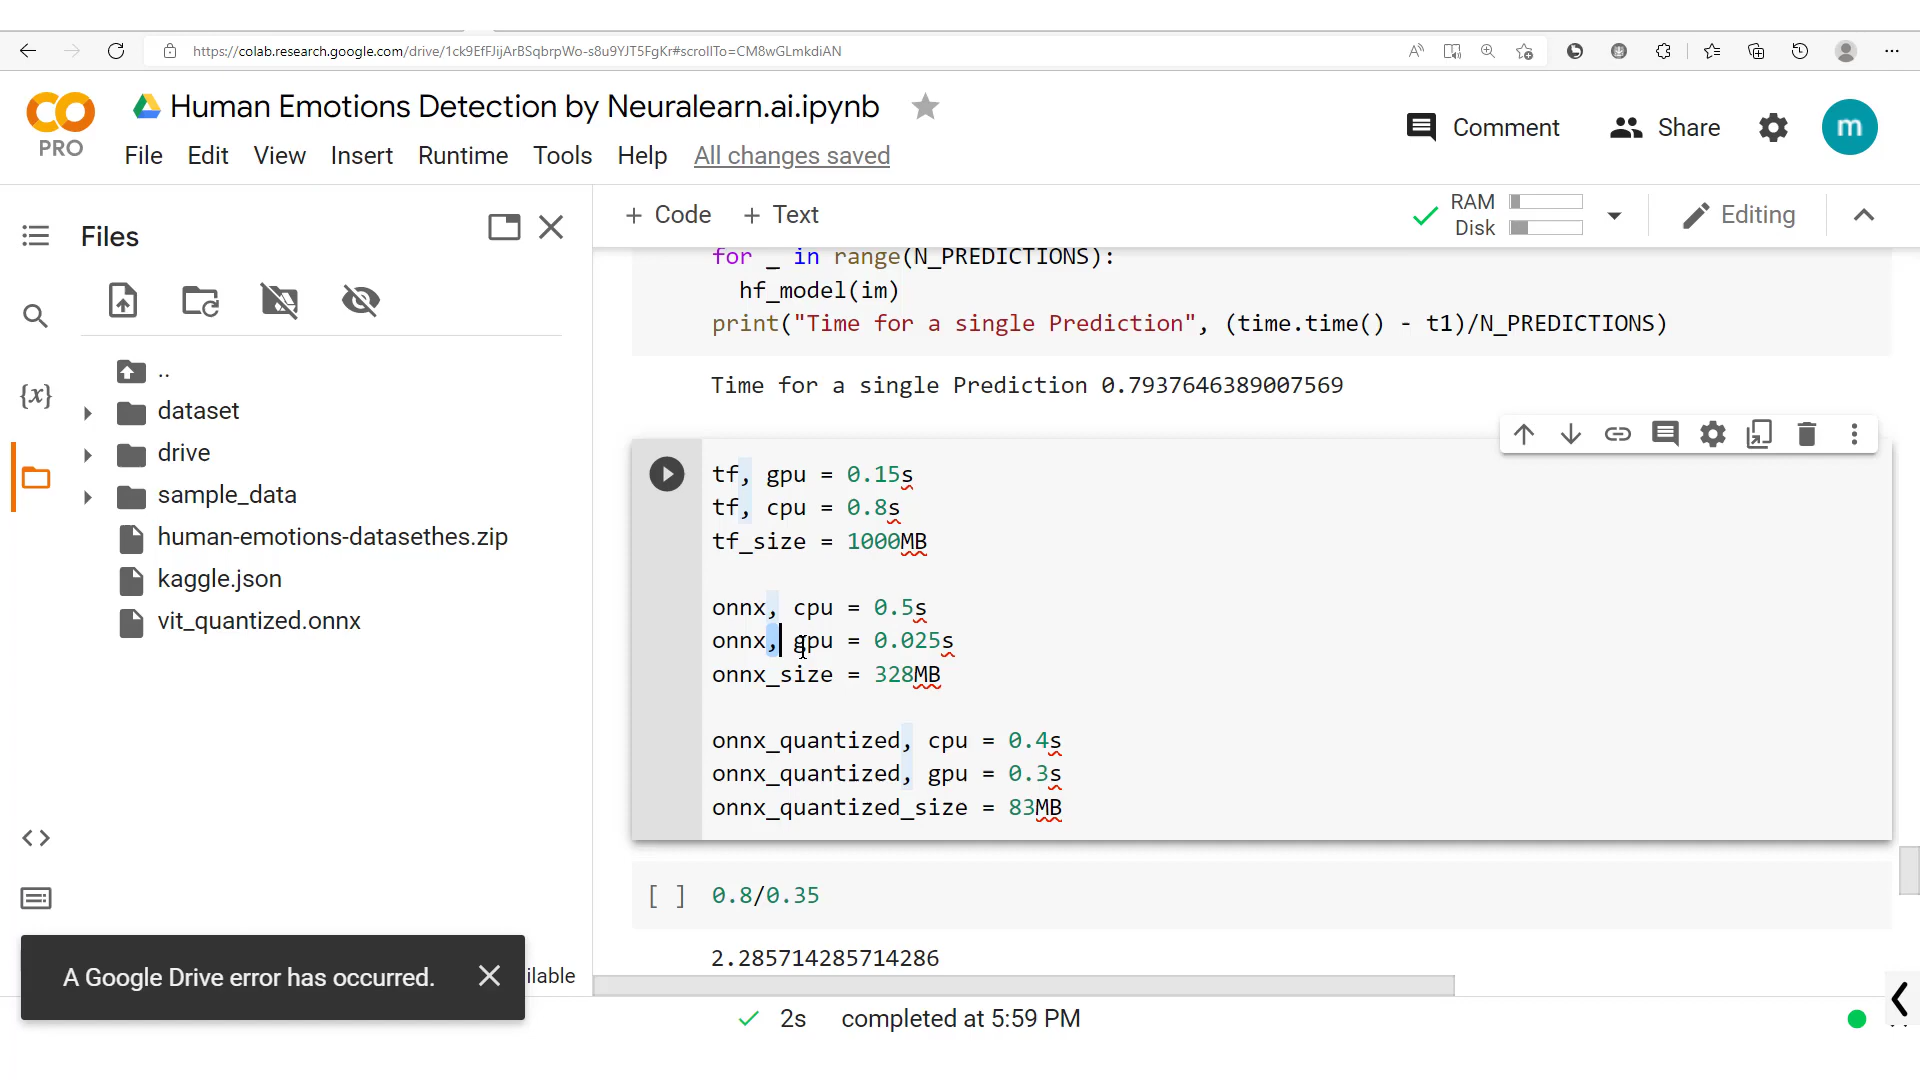 https://colab.research.google.com/drive/1ck9EfFJijArBSqbrpWo-s8u9YJT5FgKr#scrollTo=CM8wGLmkdiAN
Human Emotions Detection by Neuralearn.ai.ipynb
PRO
File Edit View Insert Runtime Tools Help All changes saved
Comment
Share
m
Files
+ Code + Text
RAM
Disk
Editing
..
dataset
drive
sample_data
human-emotions-datasethes.zip
kaggle.json
vit_quantized.onnx
{x}
for _ in range(N_PREDICTIONS):
hf_model(im)
print("Time for a single Prediction", (time.time() - t1)/N_PREDICTIONS)
Time for a single Prediction 0.7937646389007569
tf, gpu = 0.15s
tf, cpu = 0.8s
tf_size = 1000MB
onnx, cpu = 0.5s
onnx, gpu = 0.025s
onnx_size = 328MB
onnx_quantized, cpu = 0.4s
onnx_quantized, gpu = 0.3s
onnx_quantized_size = 83MB
[ ] 0.8/0.35
2.285714285714286
A Google Drive error has occurred.
ilable
2s completed at 5:59 PM